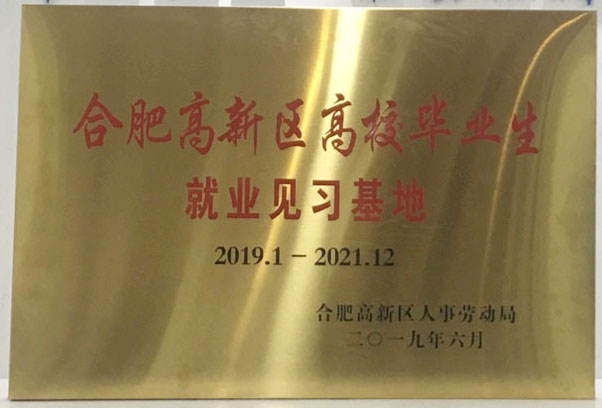 合肥高新区高校毕业生
就业见习基地
2019.1－2021.12
合肥高新区人事劳动局
二〇一九年六月